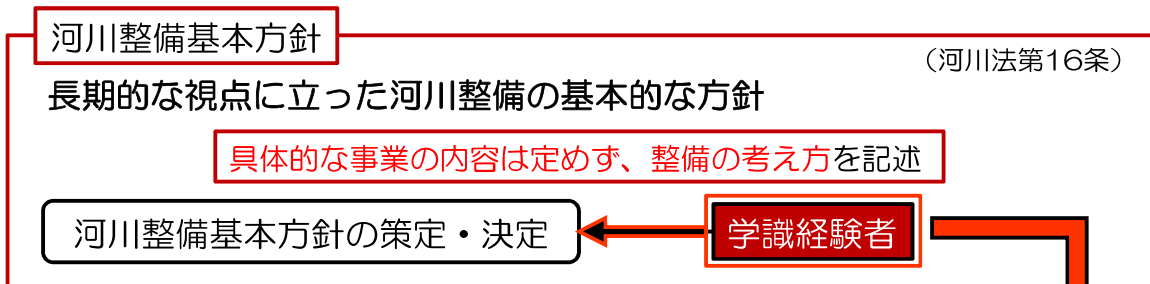 河川整備基本方針
（河川法第16条）
長期的な視点に立った河川整備の基本的な方針
具体的な事業の内容は定めず、整備の考え方を記述
河川整備基本方針の策定・決定
学識経験者